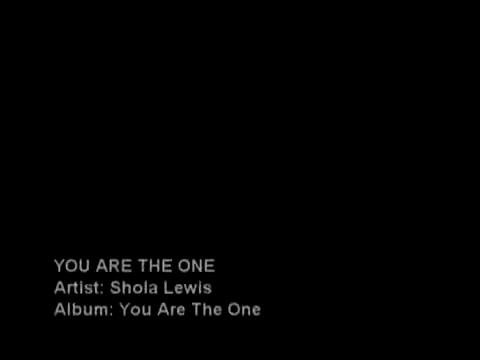 YOU ARE THE ONE
Artist: Shola Lewis
Album: You Are The One